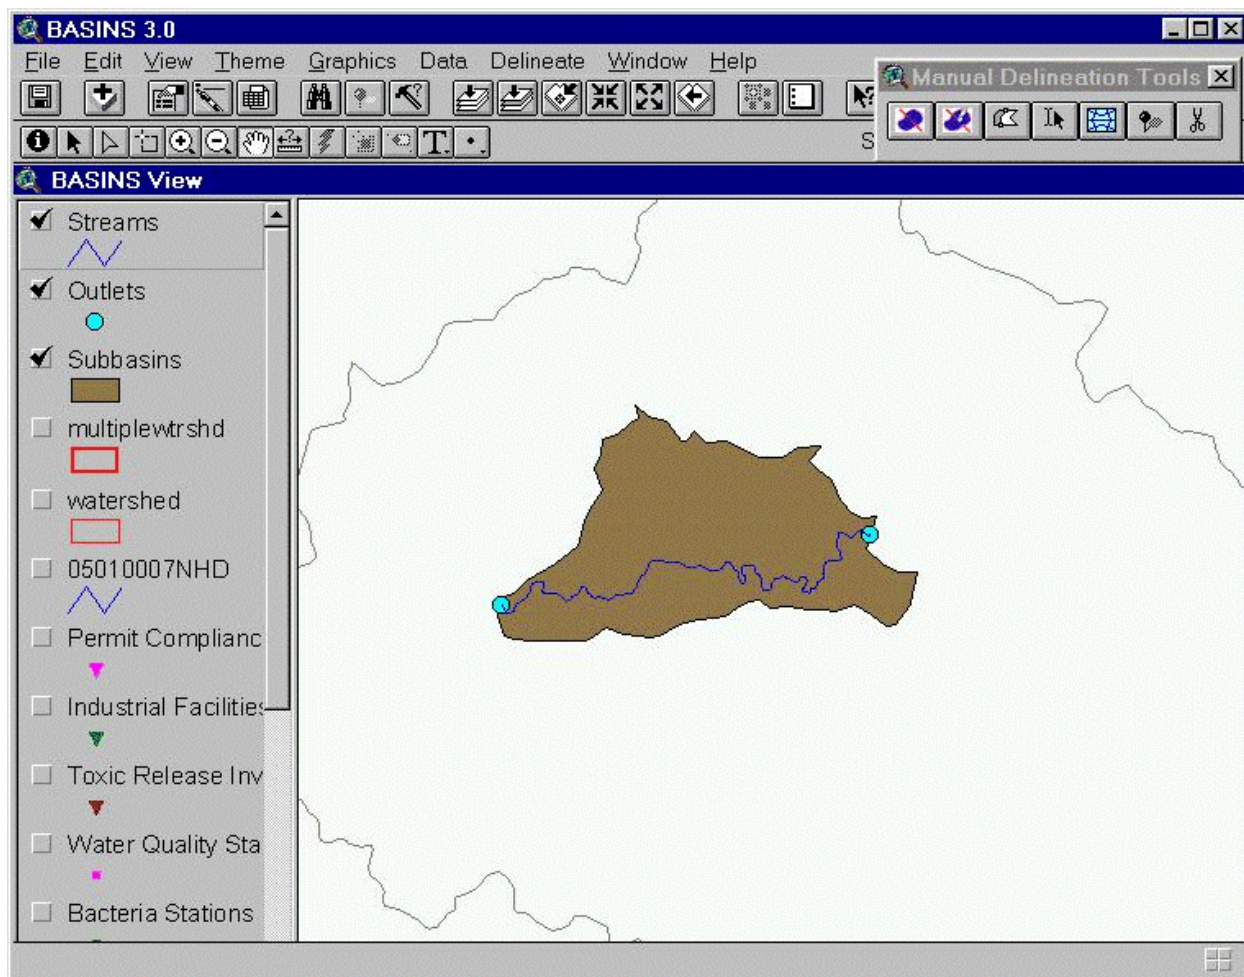 BASINS 3.0
File Edit View Theme Graphics Data Delineate Window Help
Manual Delineation Tools
S
BASINS View
Streams
Outlets
Subbasins
multiplewtrshd
watershed
05010007NHD
Permit Complianc
Industrial Facilities
Toxic Release Inv
Water Quality Sta
Bacteria Stations